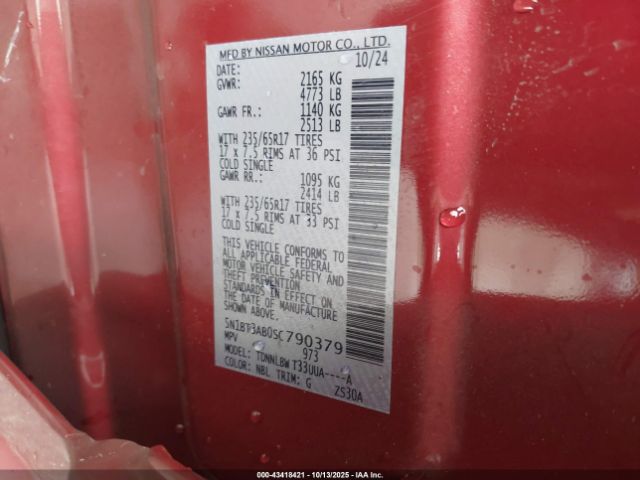 MFD BY NISSAN MOTOR CO., LTD.
DATE: 10/24
GVWR: 2165 KG
4773 LB
GAWR FR.: 1140 KG
2513 LB
WITH 235/65R17 TIRES
17 x 7.5 RIMS AT 36 PSI
COLD SINGLE
GAWR RR.: 1095 KG
2414 LB
WITH 235/65R17 TIRES
17 x 7.5 RIMS AT 33 PSI
COLD SINGLE
THIS VEHICLE CONFORMS TO
ALL APPLICABLE FEDERAL
MOTOR VEHICLE SAFETY AND
THEFT PREVENTION
STANDARDS IN EFFECT ON
THE DATE OF MANUFACTURE
SHOWN ABOVE.
5N1BT3AB0SC790379
MPV 973
MODEL: TDNNLBW T33UUA----A
COLOR: NBL TRIM: G ZS30A
000-43418421 - 10/13/2025 - Copyright 2025 IAA, Inc.